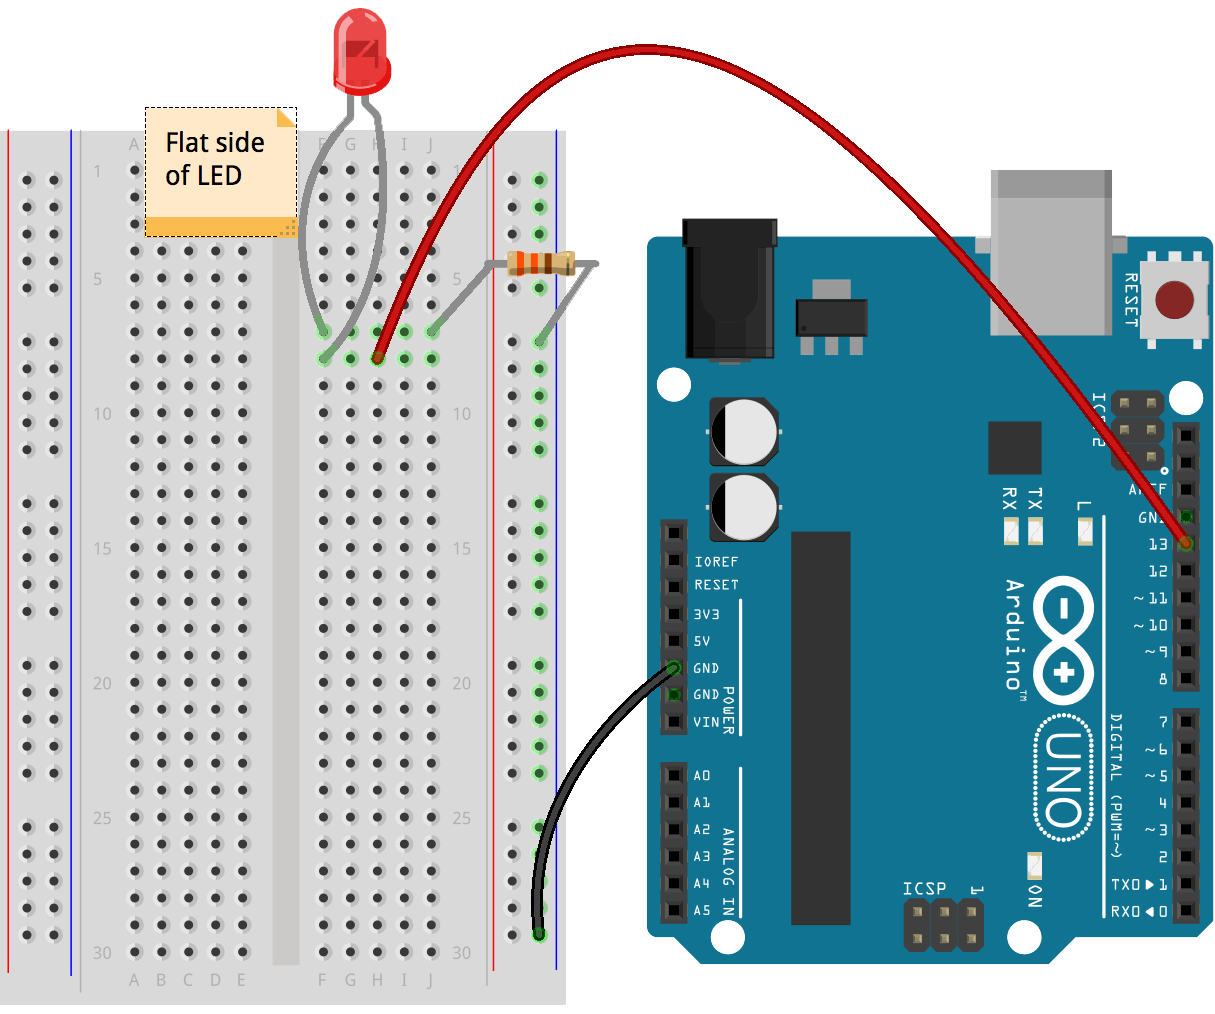 Flat side
of LED
A
F G H I J
1
5
5
10
10
15
15
20
20
25
25
30
30
A B C D E
F G H I J
RESET
AREF
GND
13
12
~11
~10
~9
8
7
~6
~5
4
~3
2
TX0▶1
RX0◀0
RX
TX
L
IOREF
RESET
3V3
5V
GND
GND
VIN
POWER
A0
A1
A2
A3
A4
A5
ANALOG IN
Arduino™
UNO
DIGITAL (PWM=~)
ICSP
1
ON